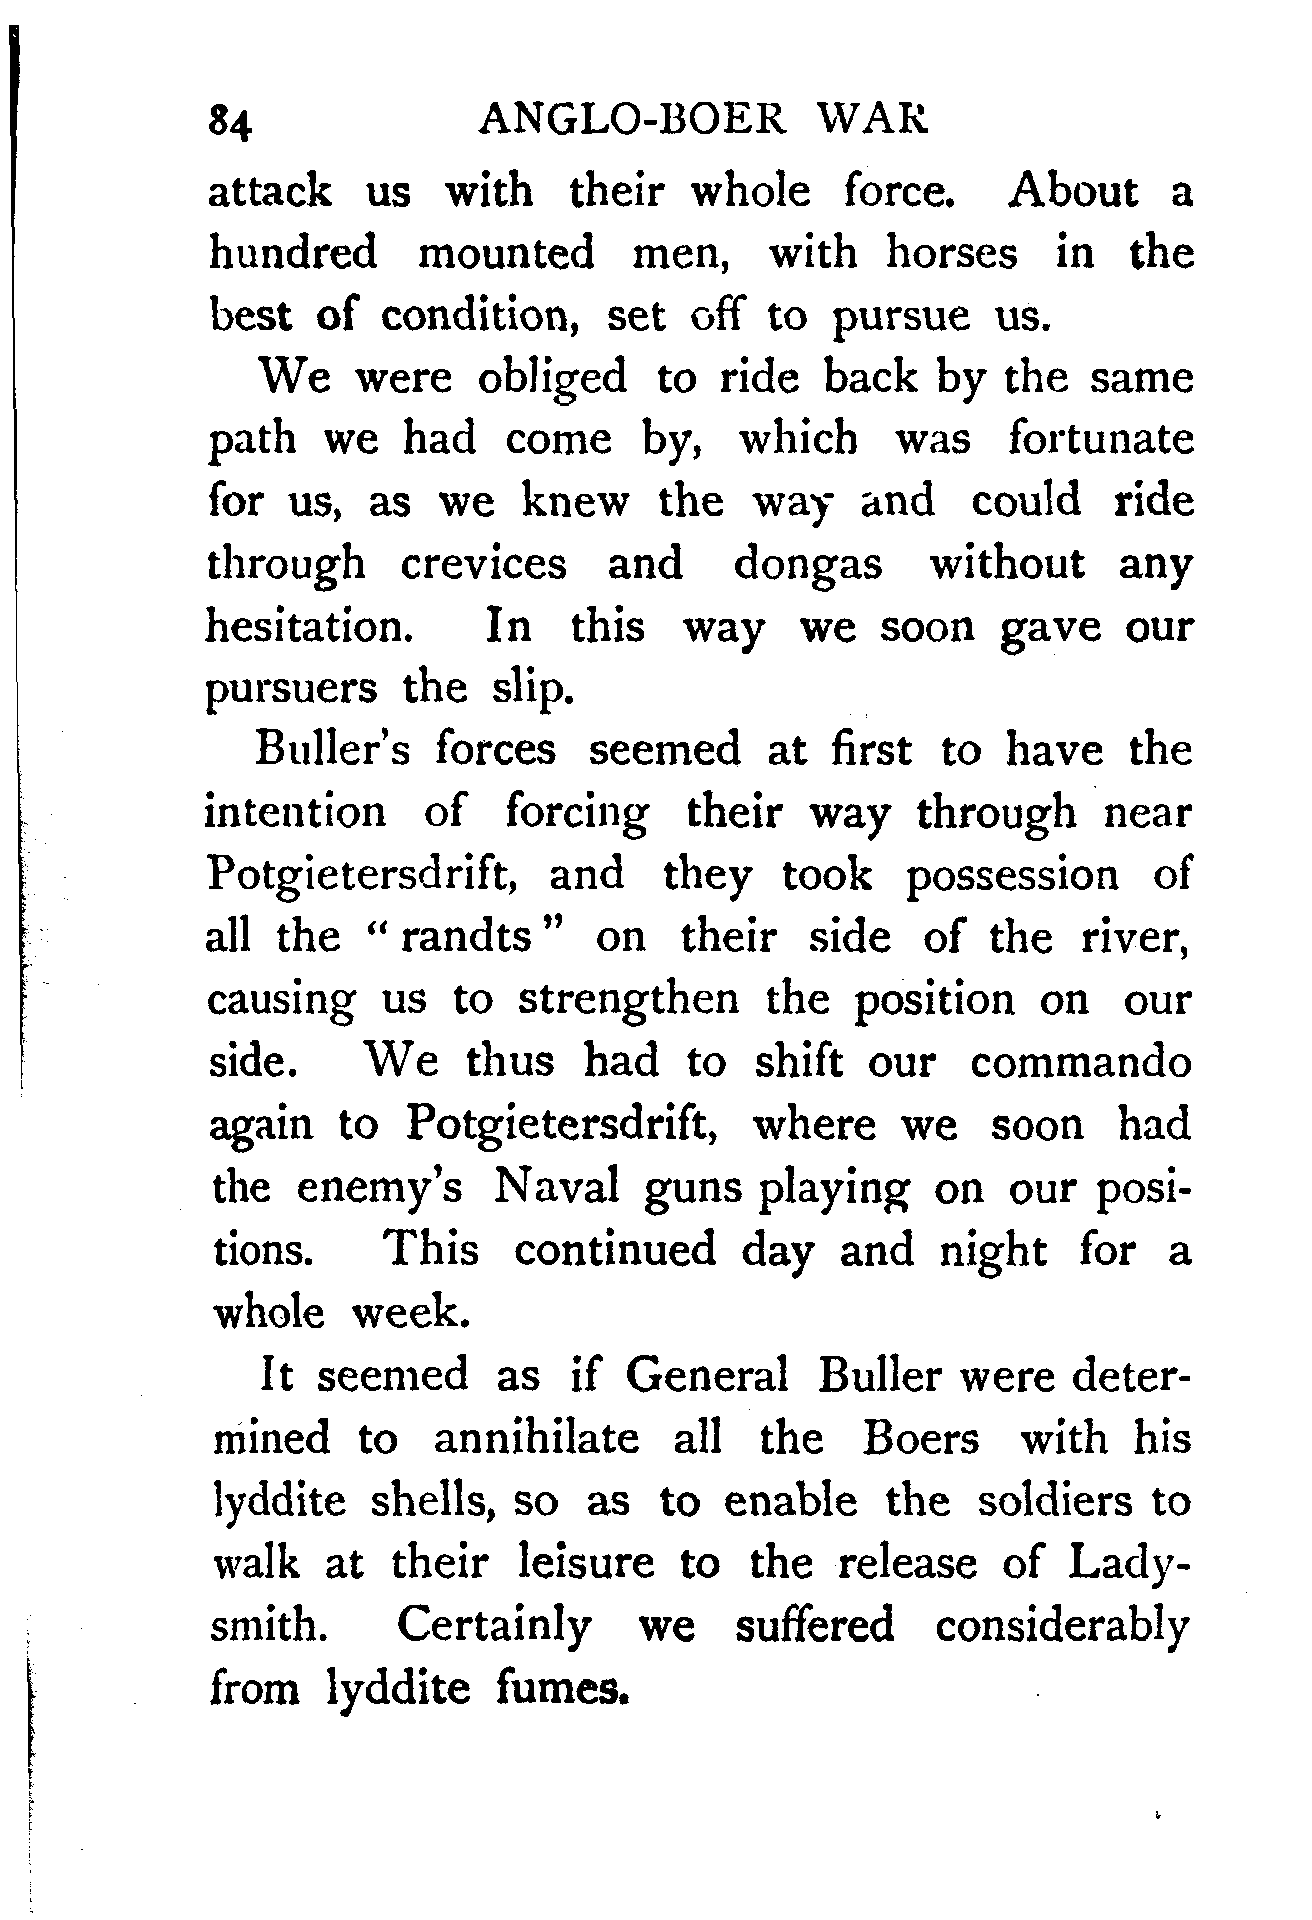 84 ANGLO-BOER WAR
attack us with their whole force. About a
hundred mounted men, with horses in the
best of condition, set off to pursue us.
We were obliged to ride back by the same
path we had come by, which was fortunate
for us, as we knew the way and could ride
through crevices and dongas without any
hesitation. In this way we soon gave our
pursuers the slip.
Buller's forces seemed at first to have the
intention of forcing their way through near
Potgietersdrift, and they took possession of
all the “ randts ” on their side of the river,
causing us to strengthen the position on our
side. We thus had to shift our commando
again to Potgietersdrift, where we soon had
the enemy's Naval guns playing on our posi-
tions. This continued day and night for a
whole week.
It seemed as if General Buller were deter-
mined to annihilate all the Boers with his
lyddite shells, so as to enable the soldiers to
walk at their leisure to the release of Lady-
smith. Certainly we suffered considerably
from lyddite fumes.